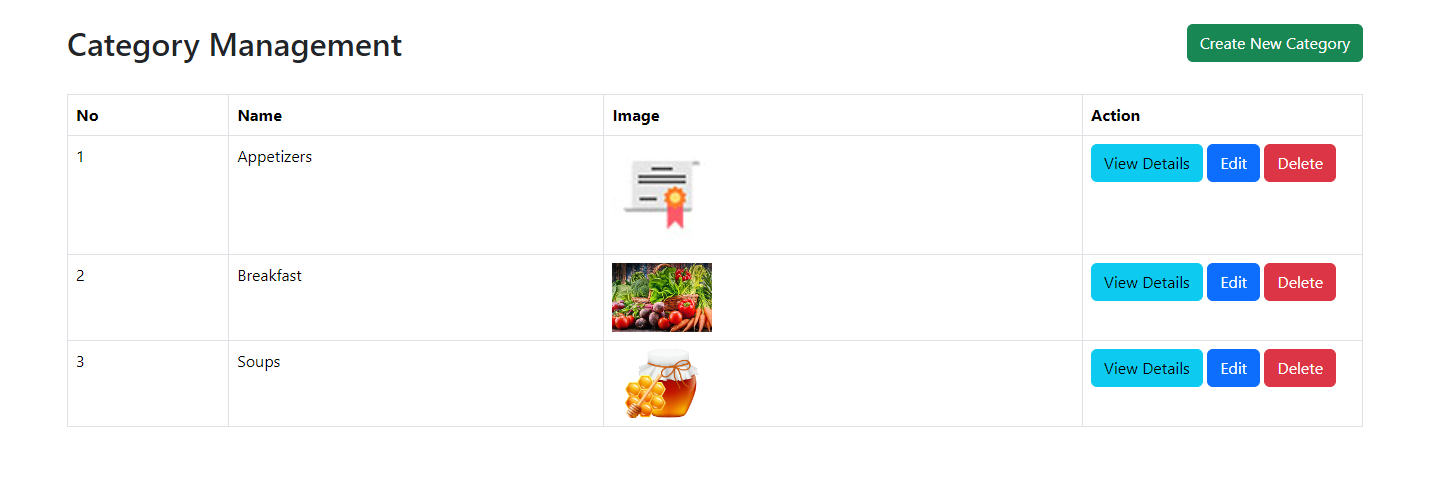 Category Management
Create New Category
No Name Image Action
1 Appetizers View Details Edit Delete
2 Breakfast View Details Edit Delete
3 Soups View Details Edit Delete